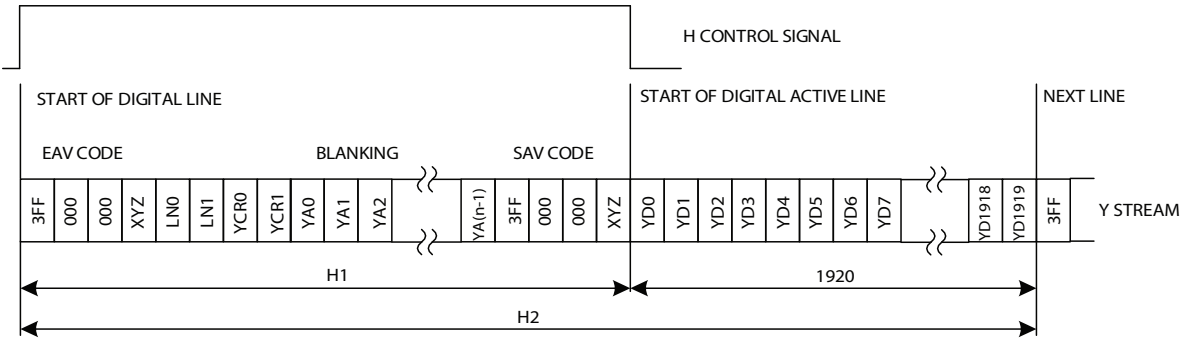 H CONTROL SIGNAL
START OF DIGITAL LINE
START OF DIGITAL ACTIVE LINE
NEXT LINE
EAV CODE
BLANKING
SAV CODE
3FF 000 000 XYZ LN0 LN1 YCR0 YCR1 YA0 YA1 YA2 YA(n-1) 3FF 000 000 XYZ YD0 YD1 YD2 YD3 YD4 YD5 YD6 YD7 YD1918 YD1919 3FF
Y STREAM
H1
1920
H2